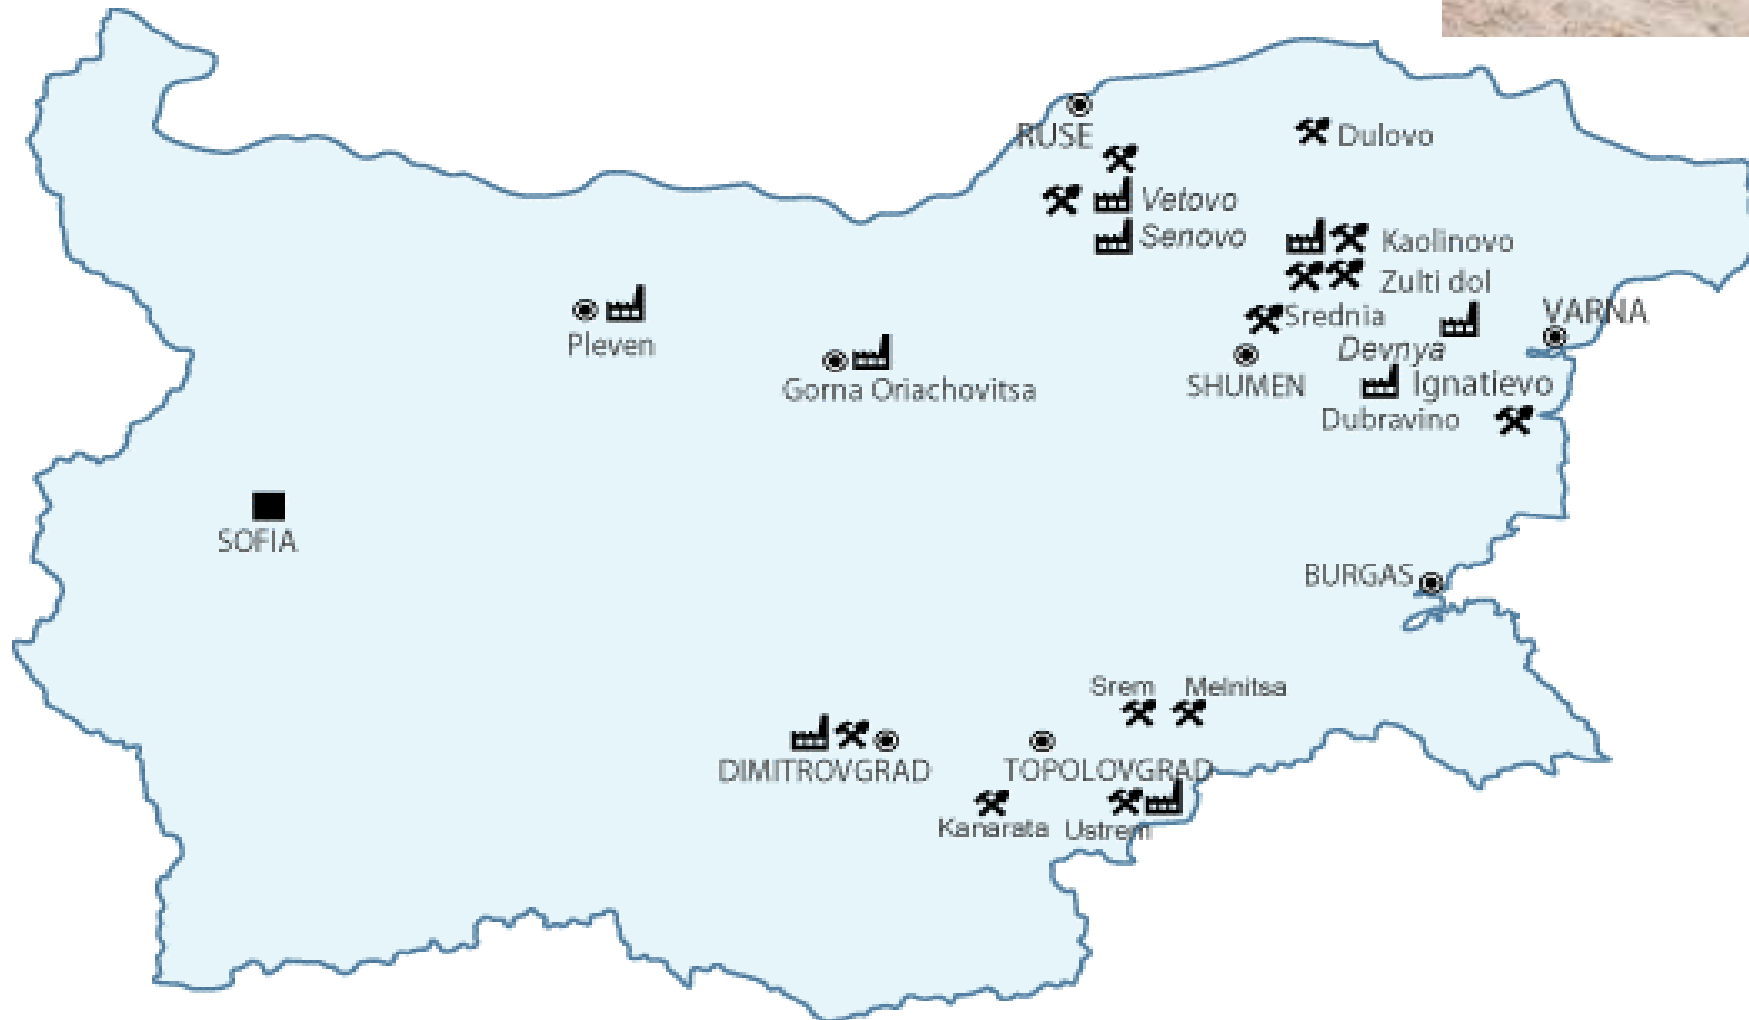 RUSE
Dulovo
Vetovo
Senovo
Kaolinovo
Zulti dol
Srednia
VARNA
Devnya
Pleven
SHUMEN
Ignatievo
Gorna Oriachovitsa
Dubravino
SOFIA
BURGAS
Srem
Melnitsa
DIMITROVGRAD
TOPOLOVGRAD
Kanarata
Ustrem